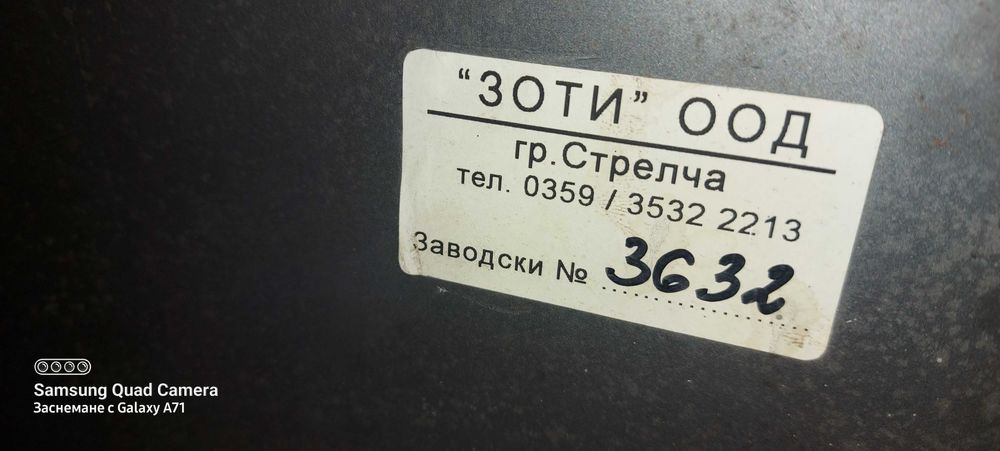 "ЗОТИ" ООД
гр.Стрелча
тел. 0359 / 3532 2213
Заводски № 3632
Samsung Quad Camera
Заснемане с Galaxy A71